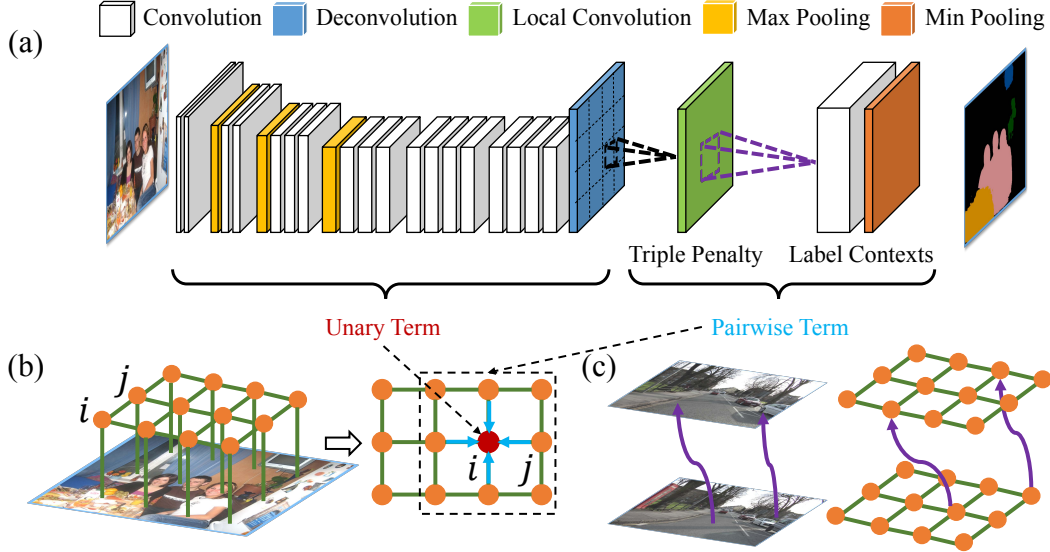 Convolution Deconvolution Local Convolution Max Pooling Min Pooling
(a)
Triple Penalty Label Contexts
Unary Term Pairwise Term
(b) (c)
j
i
i j